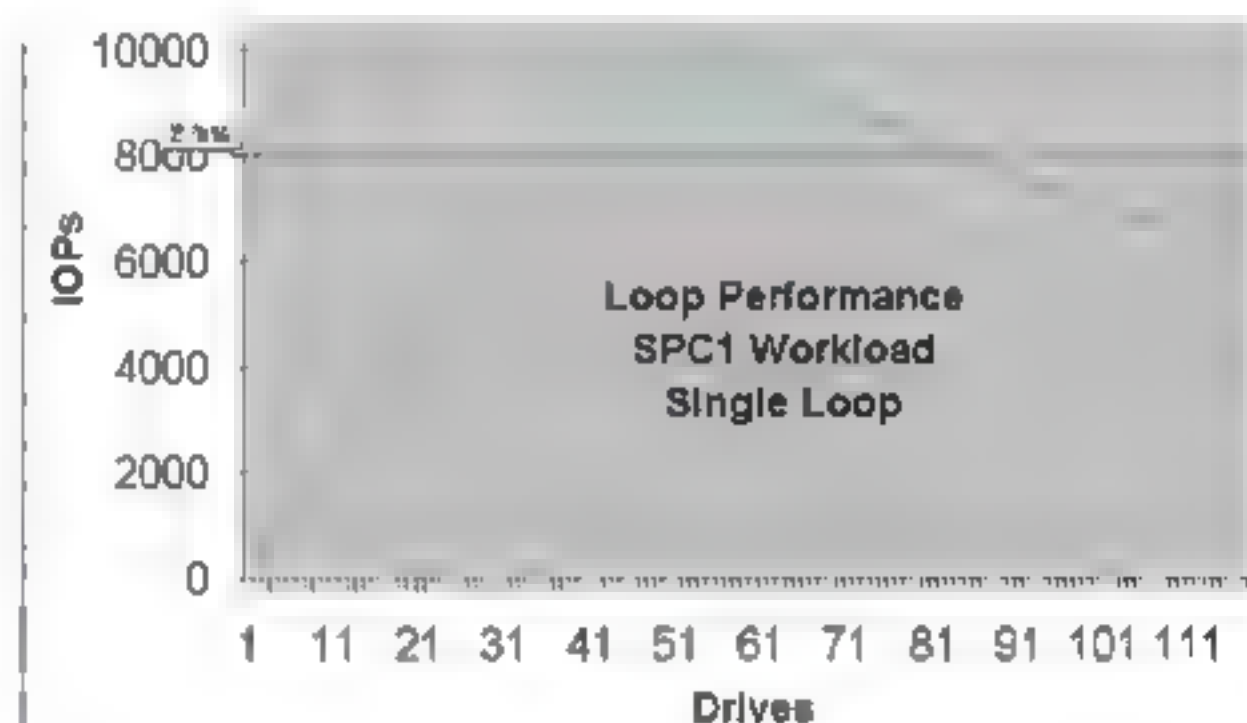 10000
8000
6000
4000
2000
0
IOPs
Loop Performance
SPC1 Workload
Single Loop
1 11 21 31 41 51 61 71 81 91 101 111
Drives